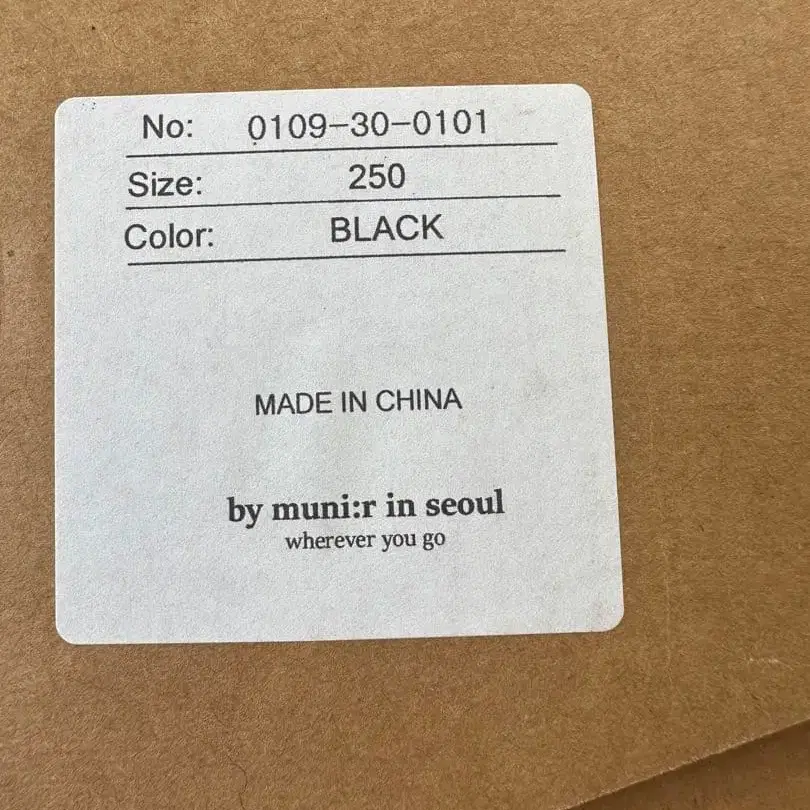 No: 0109-30-0101
Size: 250
Color: BLACK
MADE IN CHINA
by muni:r in seoul
wherever you go